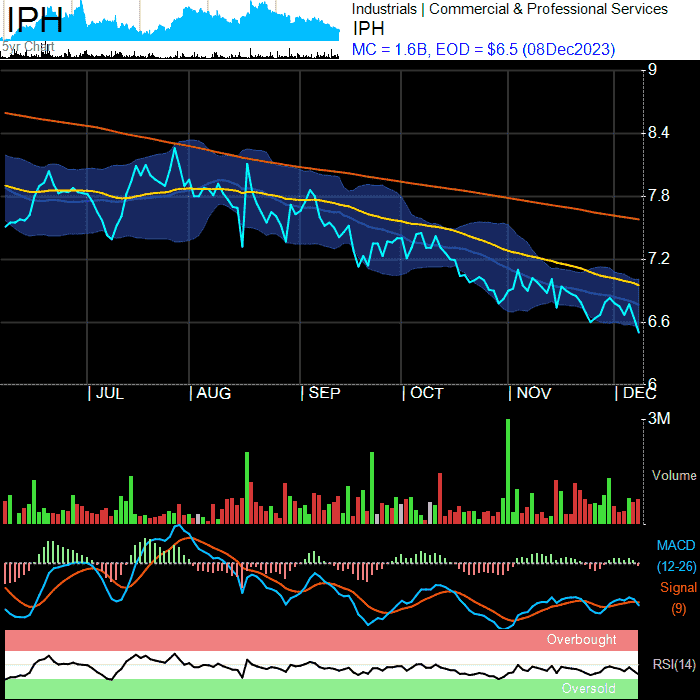 IPH
5yr Chart
Industrials | Commercial & Professional Services
IPH
MC = 1.6B, EOD = $6.5 (08Dec2023)
9
8.4
7.8
7.2
6.6
6
JUL AUG SEP OCT NOV DEC
3M
Volume
MACD
(12-26)
Signal
(9)
Overbought
RSI(14)
Oversold